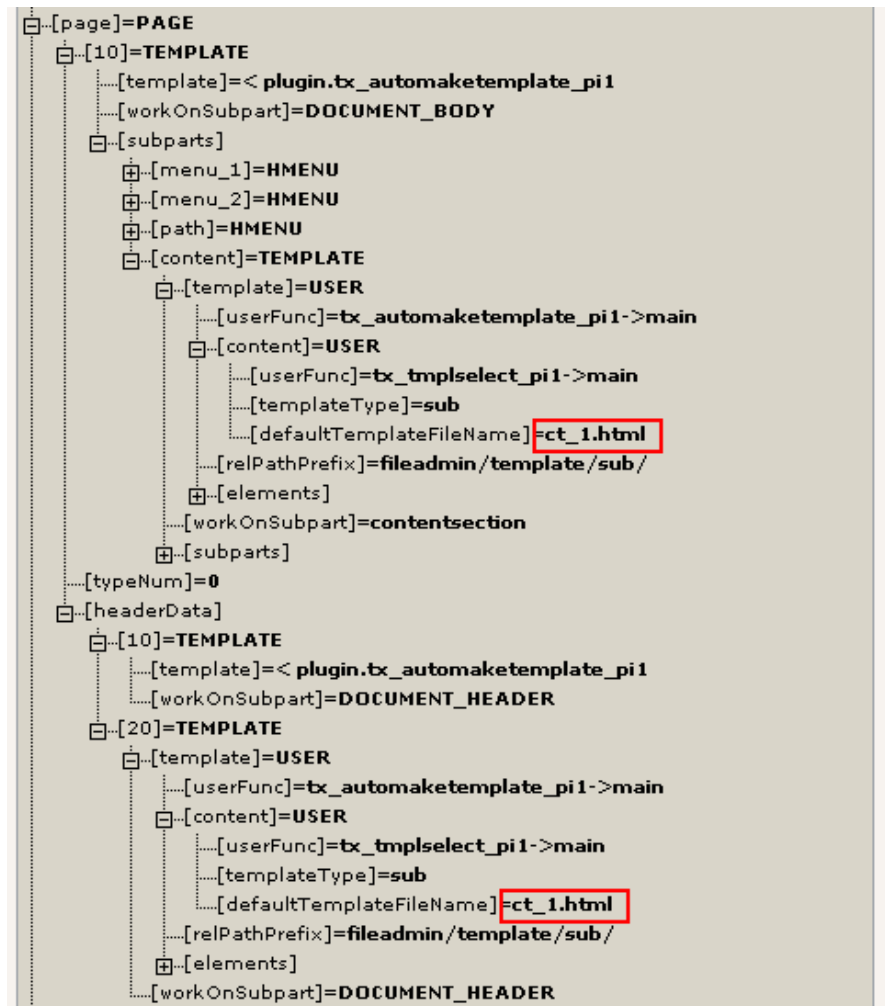 [page]=PAGE
[10]=TEMPLATE
[template]=< plugin.tx_automaketemplate_pi1
[workOnSubpart]=DOCUMENT_BODY
[subparts]
[menu_1]=HMENU
[menu_2]=HMENU
[path]=HMENU
[content]=TEMPLATE
[template]=USER
[userFunc]=tx_automaketemplate_pi1->main
[content]=USER
[userFunc]=tx_tmplselect_pi1->main
[templateType]=sub
[defaultTemplateFileName]=ct_1.html
[relPathPrefix]=fileadmin/template/sub/
[elements]
[workOnSubpart]=contentsection
[subparts]
[typeNum]=0
[headerData]
[10]=TEMPLATE
[template]=< plugin.tx_automaketemplate_pi1
[workOnSubpart]=DOCUMENT_HEADER
[20]=TEMPLATE
[template]=USER
[userFunc]=tx_automaketemplate_pi1->main
[content]=USER
[userFunc]=tx_tmplselect_pi1->main
[templateType]=sub
[defaultTemplateFileName]=ct_1.html
[relPathPrefix]=fileadmin/template/sub/
[elements]
[workOnSubpart]=DOCUMENT_HEADER